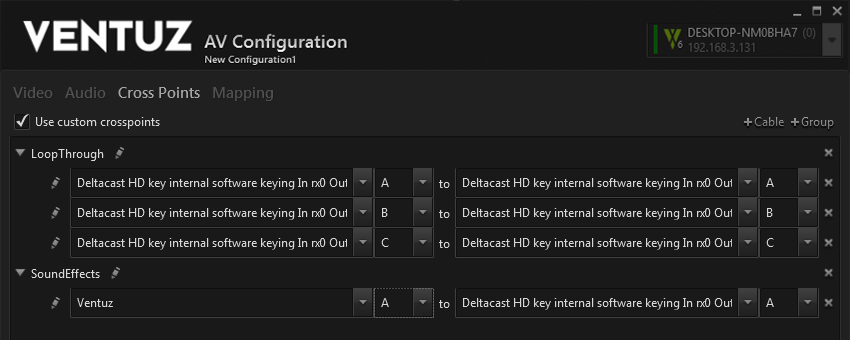 VENTUZ AV Configuration
New Configuration1
DESKTOP-NM0BHA7 (0)
6 192.168.3.131
Video Audio Cross Points Mapping
Use custom crosspoints +Cable +Group
LoopThrough
Deltacast HD key internal software keying In rx0 Out A to Deltacast HD key internal software keying In rx0 Out A
Deltacast HD key internal software keying In rx0 Out B to Deltacast HD key internal software keying In rx0 Out B
Deltacast HD key internal software keying In rx0 Out C to Deltacast HD key internal software keying In rx0 Out C
SoundEffects
Ventuz A to Deltacast HD key internal software keying In rx0 Out A